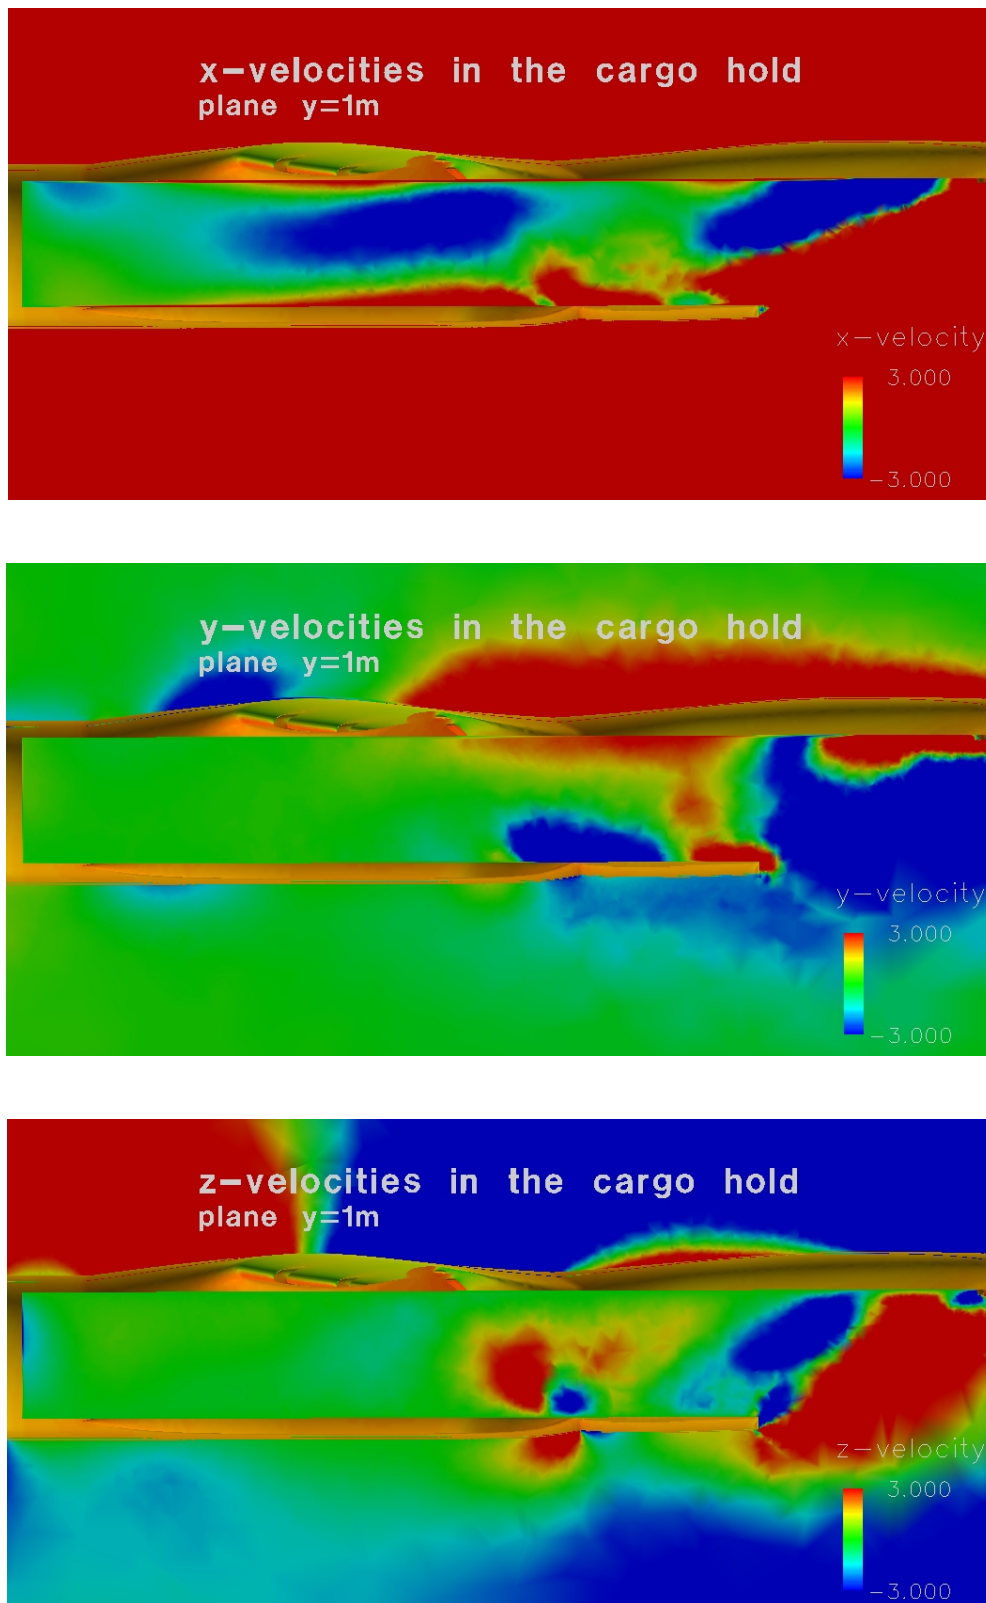 x-velocities in the cargo hold
plane y=1m
x-velocity
3.000
-3.000
y-velocities in the cargo hold
plane y=1m
y-velocity
3.000
-3.000
z-velocities in the cargo hold
plane y=1m
z-velocity
3.000
-3.000